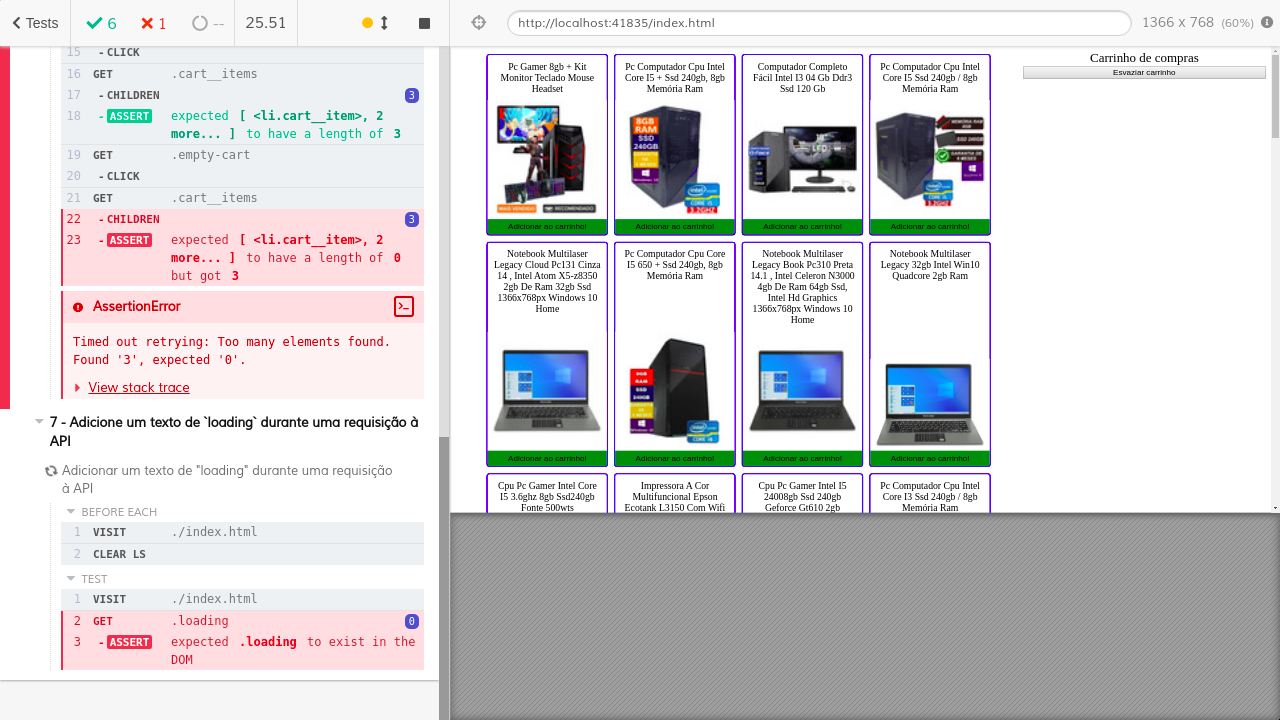 Tests
6
1
--
25.51
http://localhost:41835/index.html
1366 x 768 (60%)
15 - CLICK
16 GET .cart__items
17 - CHILDREN 3
18 - ASSERT expected [ <li.cart__item>, 2
more... ] to have a length of 3
19 GET .empty-cart
20 - CLICK
21 GET .cart__items
22 - CHILDREN 3
23 - ASSERT expected [ <li.cart__item>, 2
more... ] to have a length of 0
but got 3
AssertionError
Timed out retrying: Too many elements found.
Found '3', expected '0'.
View stack trace
7 - Adicione um texto de `loading` durante uma requisição à
API
Adicionar um texto de "loading" durante uma requisição
à API
BEFORE EACH
1 VISIT ./index.html
2 CLEAR LS
TEST
1 VISIT ./index.html
2 GET .loading 0
3 - ASSERT expected .loading to exist in the
DOM
Pc Gamer 8gb + Kit
Monitor Teclado Mouse
Headset
Adicionar ao carrinho!
Pc Computador Cpu Intel
Core I5 + Ssd 240gb, 8gb
Memória Ram
8GB
RAM
SSD
240GB
Adicionar ao carrinho!
Computador Completo
Fácil Intel I3 04 Gb Ddr3
Ssd 120 Gb
Adicionar ao carrinho!
Pc Computador Cpu Intel
Core I5 Ssd 240gb / 8gb
Memória Ram
Adicionar ao carrinho!
Notebook Multilaser
Legacy Cloud Pc131 Cinza
14 , Intel Atom X5-z8350
2gb De Ram 32gb Ssd
1366x768px Windows 10
Home
Adicionar ao carrinho!
Pc Computador Cpu Core
I5 650 + Ssd 240gb, 8gb
Memória Ram
Adicionar ao carrinho!
Notebook Multilaser
Legacy Book Pc310 Preta
14.1 , Intel Celeron N3000
4gb De Ram 64gb Ssd,
Intel Hd Graphics
1366x768px Windows 10
Home
Adicionar ao carrinho!
Notebook Multilaser
Legacy 32gb Intel Win10
Quadcore 2gb Ram
Adicionar ao carrinho!
Cpu Pc Gamer Intel Core
I5 3.6ghz 8gb Ssd240gb
Fonte 500wts
Impressora A Cor
Multifuncional Epson
Ecotank L3150 Com Wifi
Cpu Pc Gamer Intel I5
24008gb Ssd 240gb
Geforce Gt610 2gb
Pc Computador Cpu Intel
Core I3 Ssd 240gb / 8gb
Memória Ram
Carrinho de compras
Esvaziar carrinho